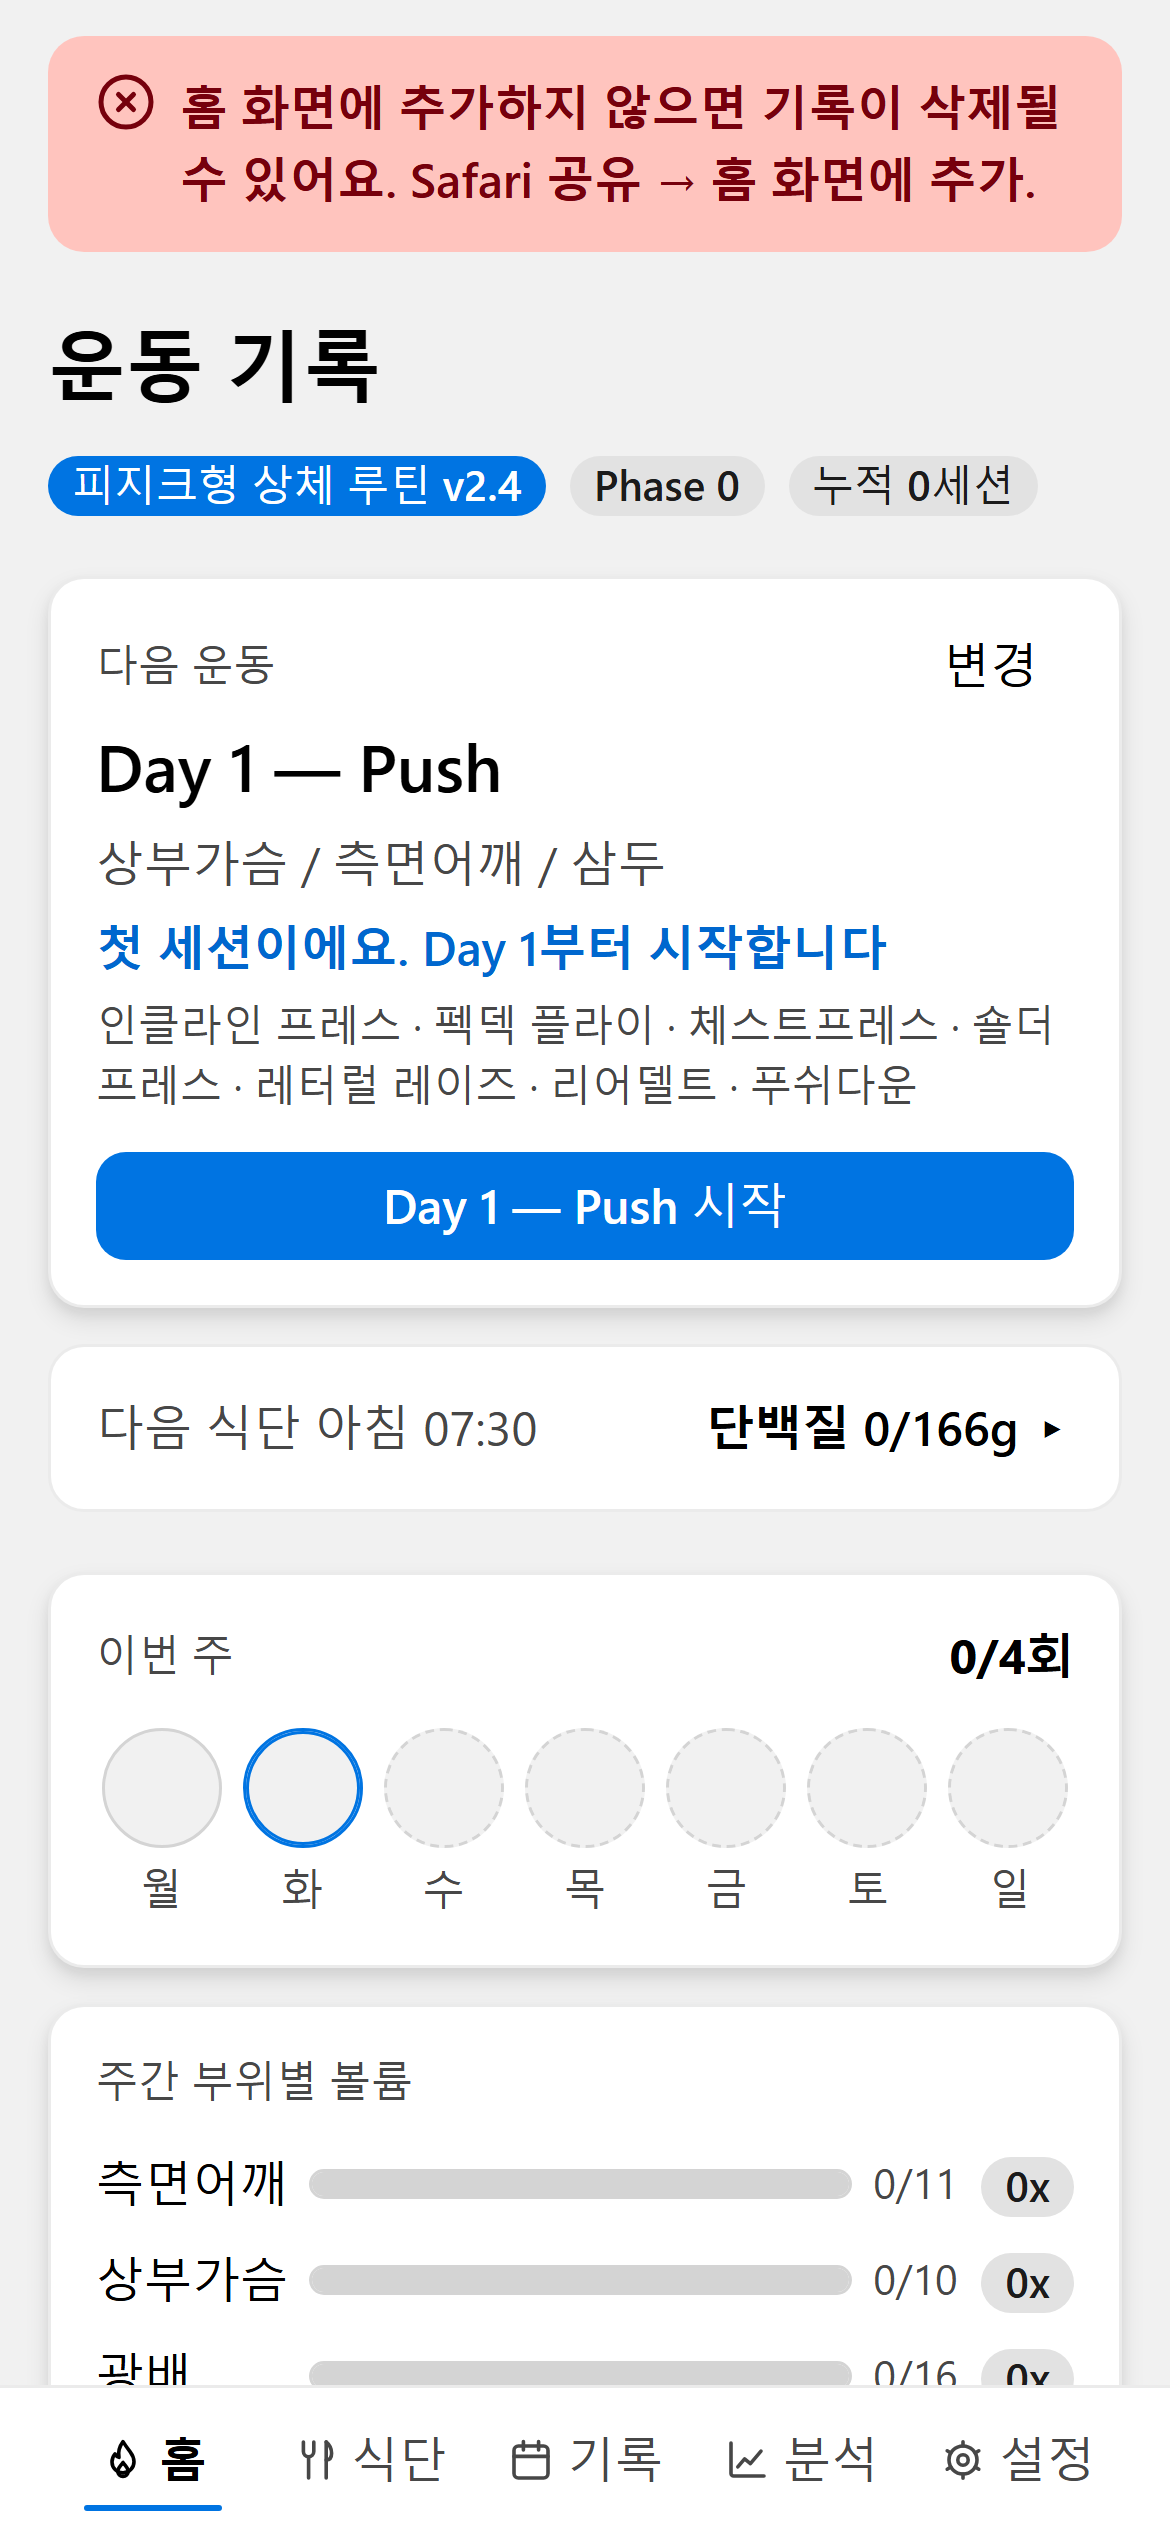 홈 화면에 추가하지 않으면 기록이 삭제될
수 있어요. Safari 공유 → 홈 화면에 추가.
운동 기록
피지크형 상체 루틴 v2.4
Phase 0
누적 0세션
다음 운동
변경
Day 1 — Push
상부가슴 / 측면어깨 / 삼두
첫 세션이에요. Day 1부터 시작합니다
인클라인 프레스 · 펙덱 플라이 · 체스트프레스 · 숄더
프레스 · 레터럴 레이즈 · 리어델트 · 푸쉬다운
Day 1 — Push 시작
다음 식단 아침 07:30
단백질 0/166g ▸
이번 주
0/4회
월 화 수 목 금 토 일
주간 부위별 볼륨
측면어깨 0/11 0x
상부가슴 0/10 0x
광배 0/16 0x
홈 식단 기록 분석 설정